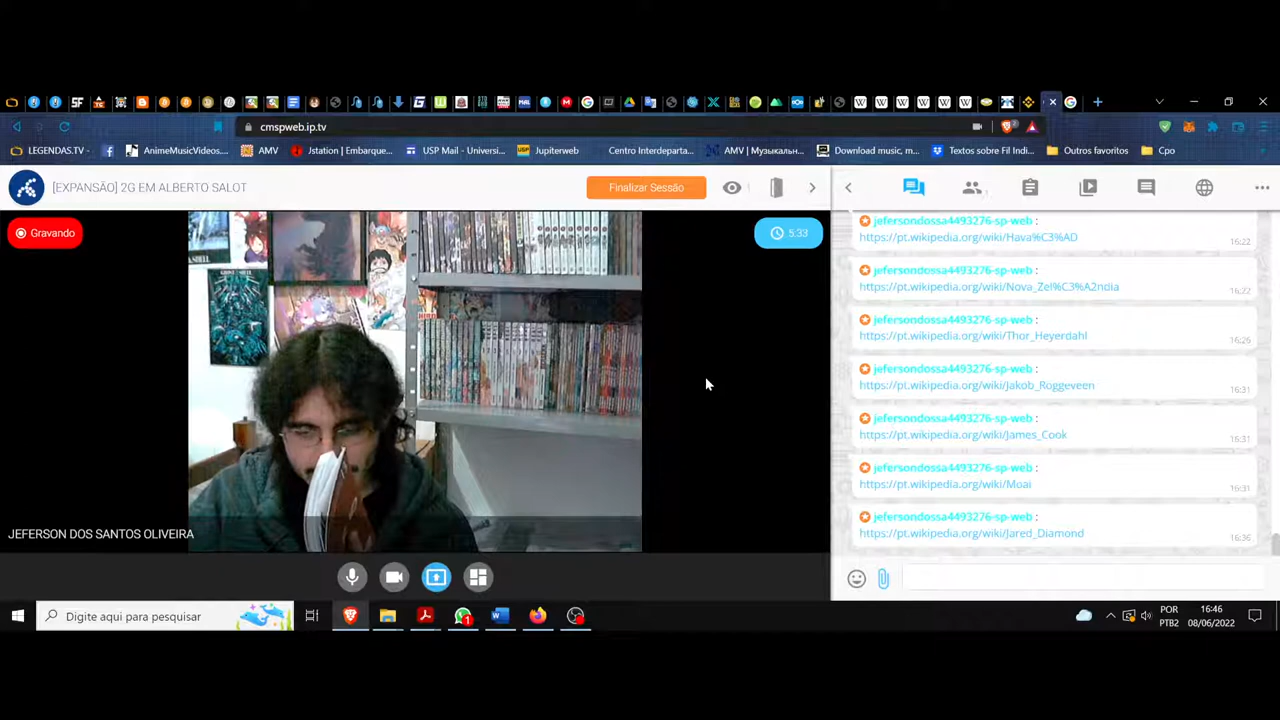 cmspweb.ip.tv
LEGENDAS.TV
AnimeMusicVideos...
AMV
Jstation | Embarque...
USP Mail - Universi...
Jupiterweb
Centro Interdeparta...
AMV | Музыкальн...
Download music, m...
Textos sobre Fil Indi...
Outros favoritos
Cpo
[EXPANSÃO] 2G EM ALBERTO SALOT
Finalizar Sessão
Gravando
5:33
JEFERSON DOS SANTOS OLIVEIRA
jefersondossa4493276-sp-web :
https://pt.wikipedia.org/wiki/Hava%C3%AD
16:22
jefersondossa4493276-sp-web :
https://pt.wikipedia.org/wiki/Nova_Zel%C3%A2ndia
16:22
jefersondossa4493276-sp-web :
https://pt.wikipedia.org/wiki/Thor_Heyerdahl
16:26
jefersondossa4493276-sp-web :
https://pt.wikipedia.org/wiki/Jakob_Roggeveen
16:31
jefersondossa4493276-sp-web :
https://pt.wikipedia.org/wiki/James_Cook
16:31
jefersondossa4493276-sp-web :
https://pt.wikipedia.org/wiki/Moai
16:31
jefersondossa4493276-sp-web :
https://pt.wikipedia.org/wiki/Jared_Diamond
16:36
Digite aqui para pesquisar
POR
PTB2
16:46
08/06/2022